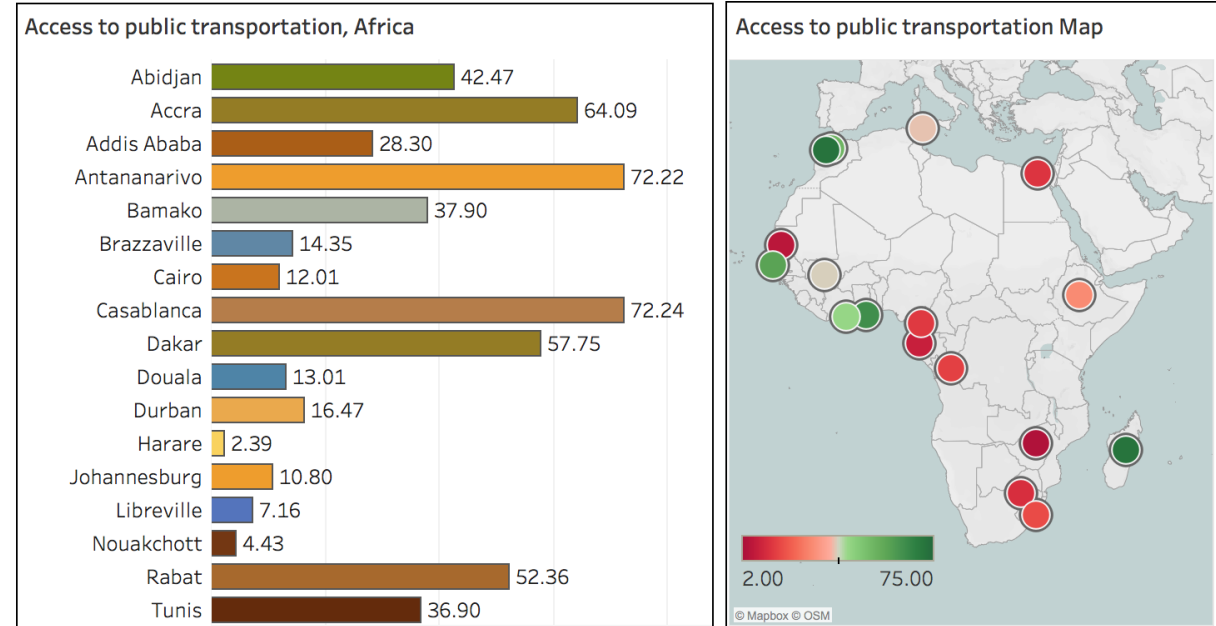 Access to public transportation, Africa
Abidjan 42.47
Accra 64.09
Addis Ababa 28.30
Antananarivo 72.22
Bamako 37.90
Brazzaville 14.35
Cairo 12.01
Casablanca 72.24
Dakar 57.75
Douala 13.01
Durban 16.47
Harare 2.39
Johannesburg 10.80
Libreville 7.16
Nouakchott 4.43
Rabat 52.36
Tunis 36.90
Access to public transportation Map
2.00 75.00
© Mapbox © OSM